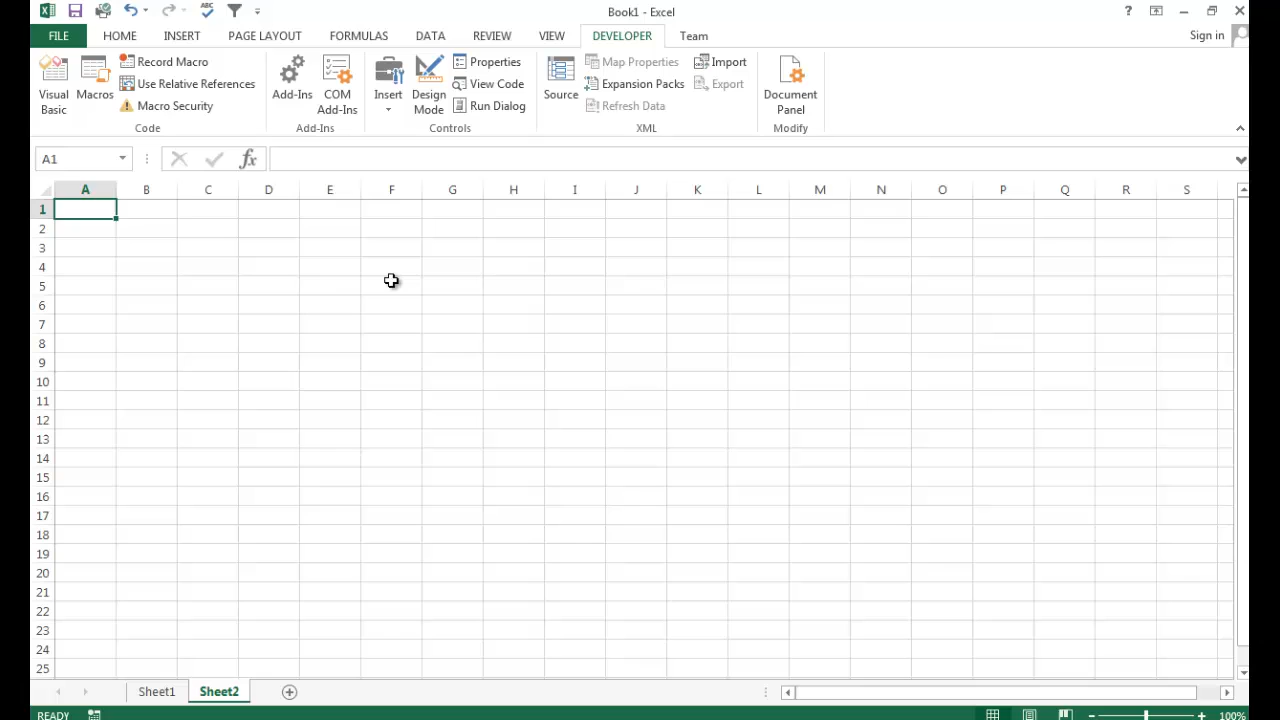 Book1 - Excel
FILE HOME INSERT PAGE LAYOUT FORMULAS DATA REVIEW VIEW DEVELOPER Team Sign in
Visual Basic
Macros
Record Macro
Use Relative References
Macro Security
Code
Add-Ins
COM Add-Ins
Add-Ins
Insert
Design Mode
Properties
View Code
Run Dialog
Controls
Source
Map Properties
Expansion Packs
Refresh Data
Import
Export
XML
Document Panel
Modify
A1 fx
A B C D E F G H I J K L M N O P Q R S
1
2
3
4
5
6
7
8
9
10
11
12
13
14
15
16
17
18
19
20
21
22
23
24
25
Sheet1 Sheet2
READY 100%